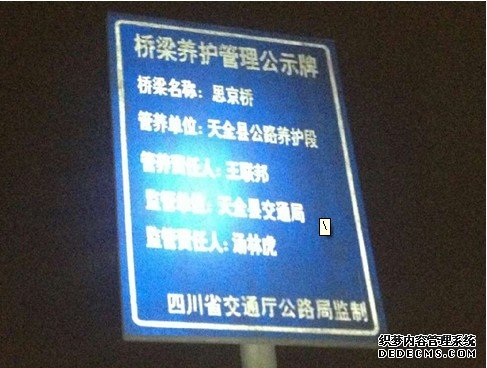 桥梁养护管理公示牌
桥梁名称：思京桥
管养单位：天全县公路养护段
管养责任人：王联邦
监管单位：天全县交通局
监管责任人：汤林虎
四川省交通厅公路局监制
织梦内容管理系统
DEDECMS.COM